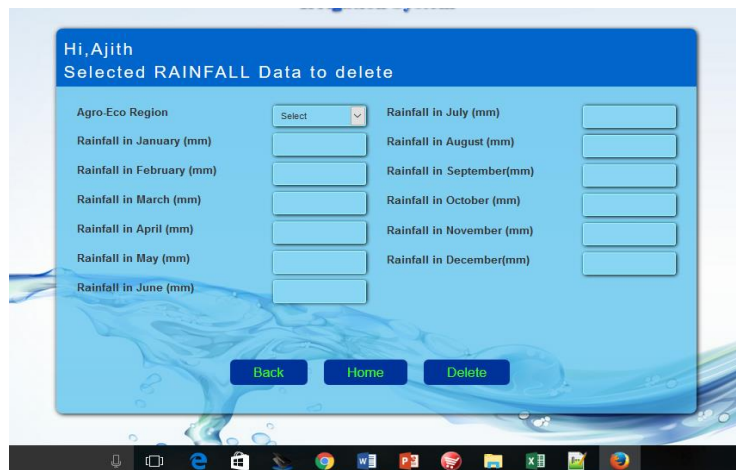 Hi,Ajith
Selected RAINFALL Data to delete
Agro-Eco Region
Select
Rainfall in January (mm)
Rainfall in February (mm)
Rainfall in March (mm)
Rainfall in April (mm)
Rainfall in May (mm)
Rainfall in June (mm)
Rainfall in July (mm)
Rainfall in August (mm)
Rainfall in September(mm)
Rainfall in October (mm)
Rainfall in November (mm)
Rainfall in December(mm)
Back
Home
Delete